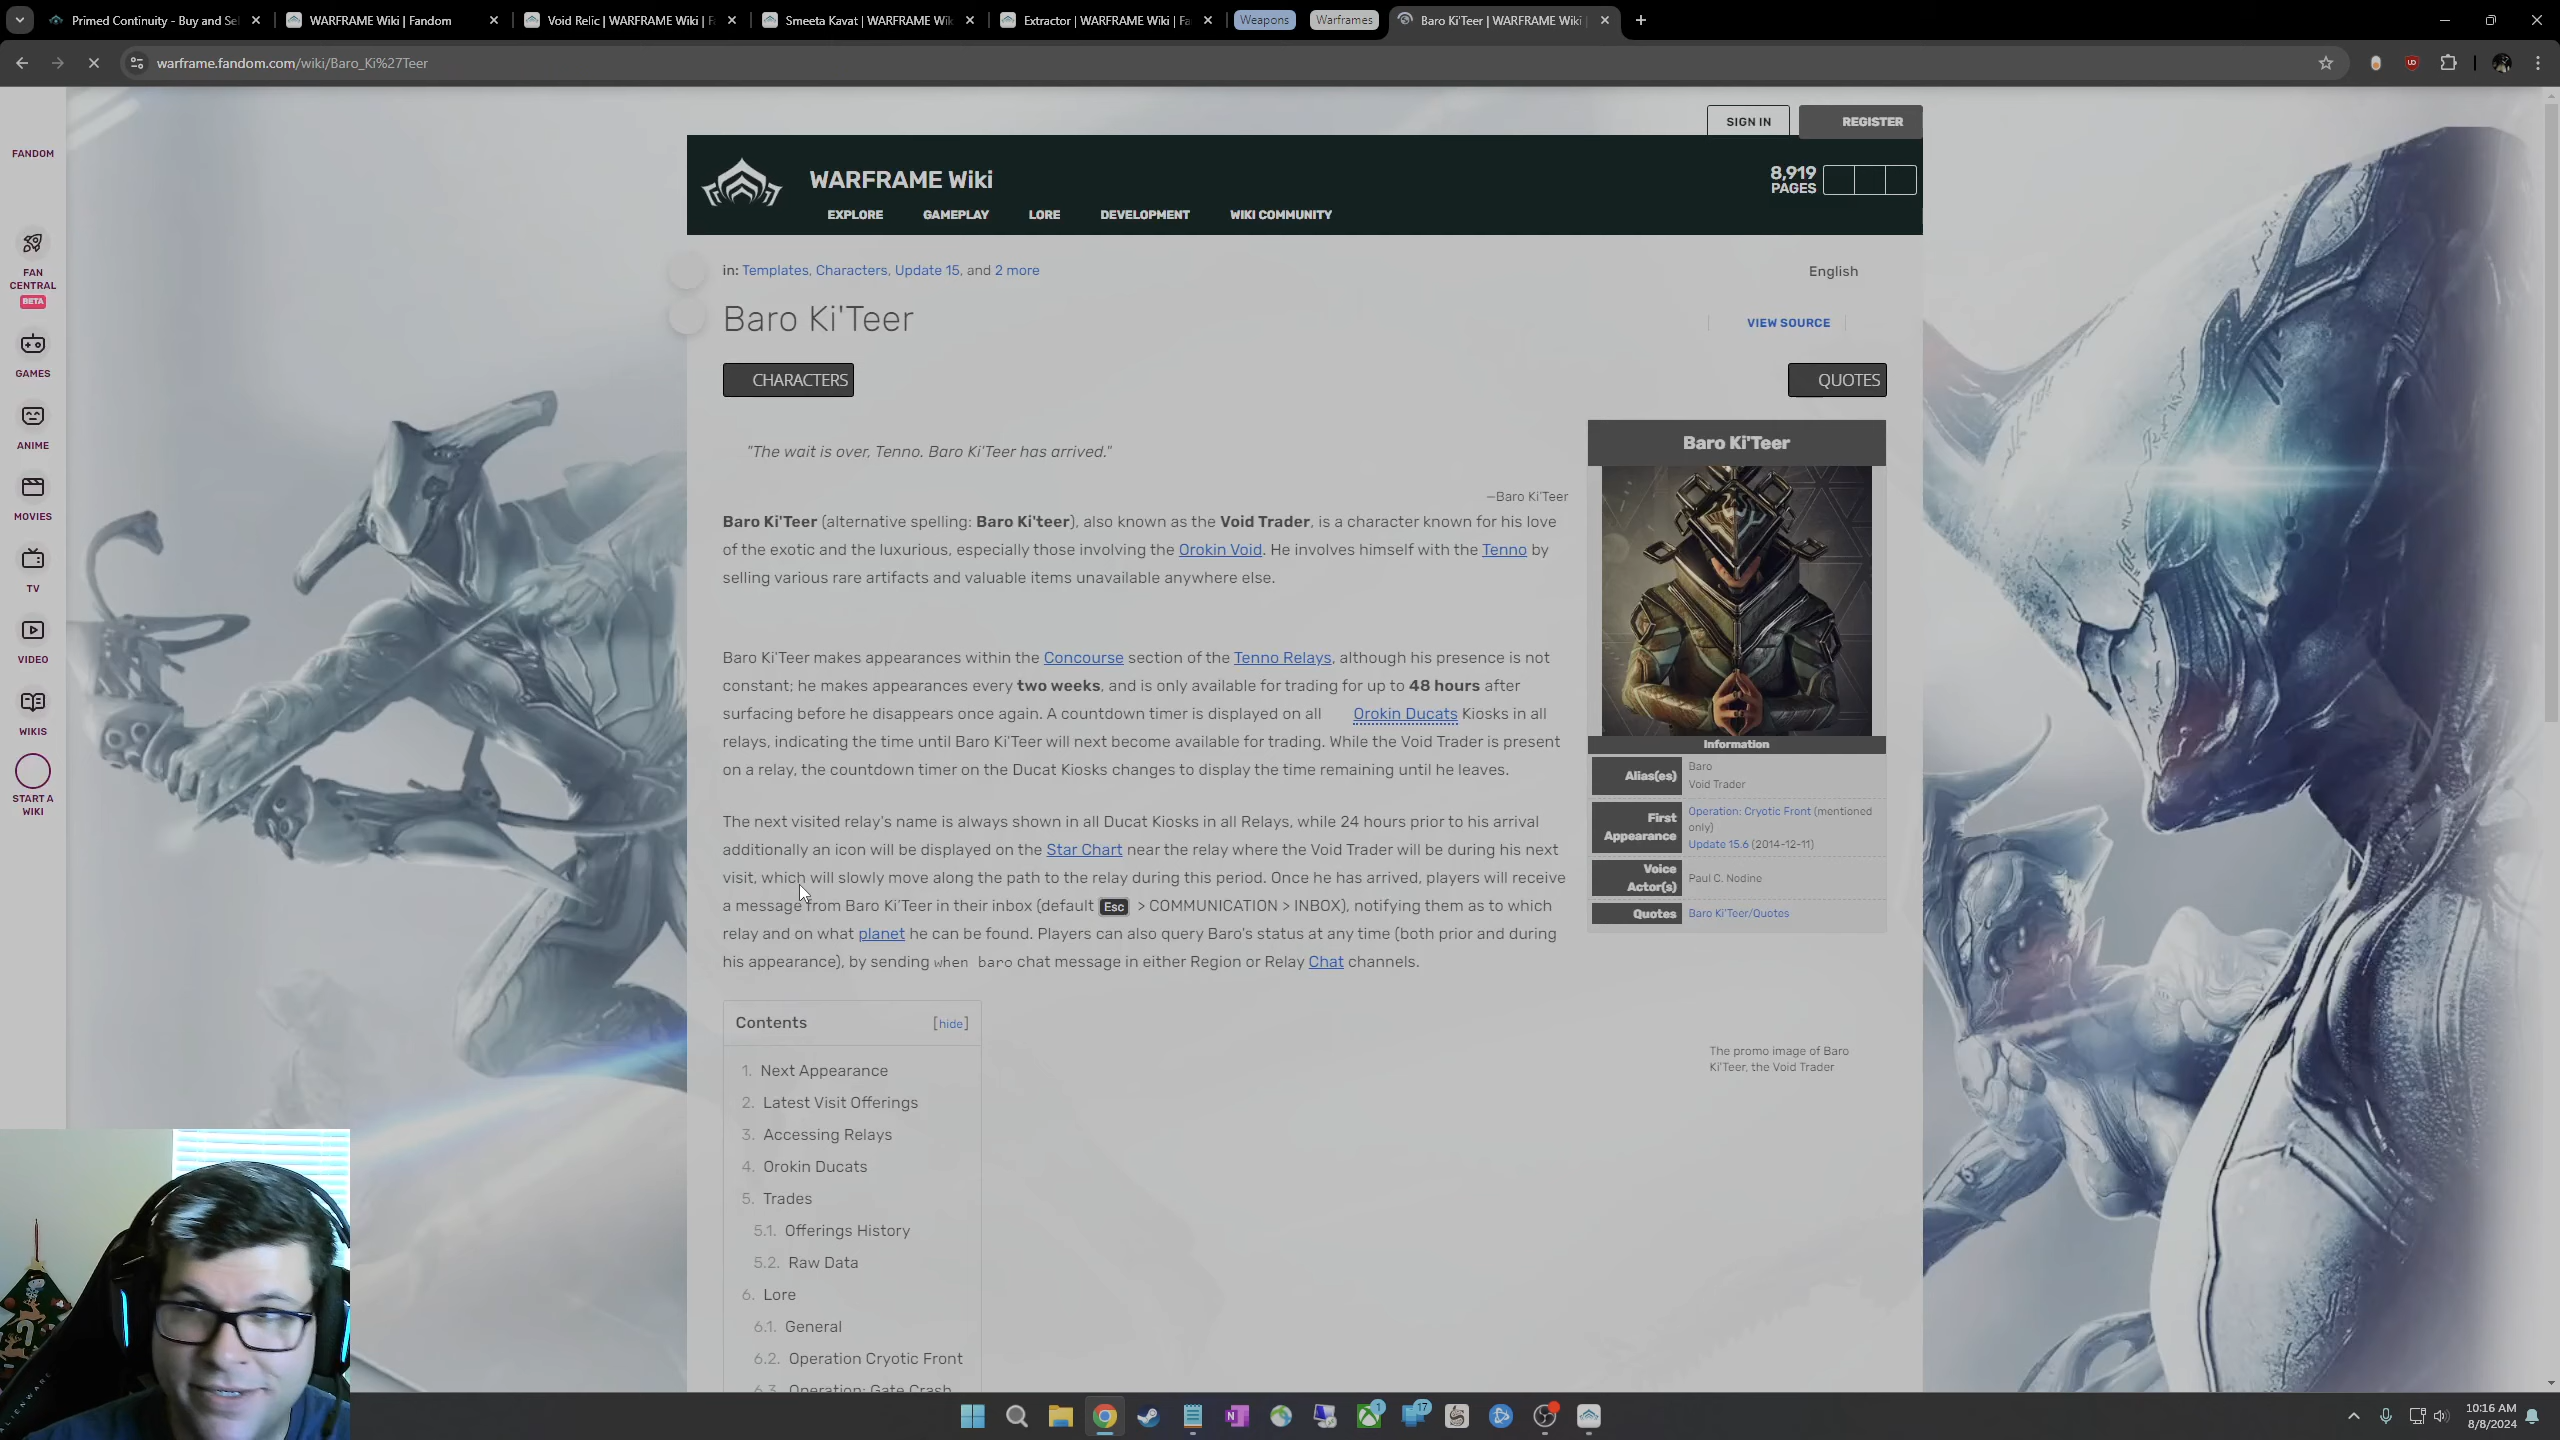 Primed Continuity - Buy and Sel
WARFRAME Wiki | Fandom
Void Relic | WARFRAME Wiki | F
Smeeta Kavat | WARFRAME Wik
Extractor | WARFRAME Wiki | Fa
Weapons
Warframes
Baro Ki'Teer | WARFRAME Wiki |
warframe.fandom.com/wiki/Baro_Ki%27Teer
FANDOM
FAN
CENTRAL
BETA
GAMES
ANIME
MOVIES
TV
VIDEO
WIKIS
START A
WIKI
SIGN IN
REGISTER
WARFRAME Wiki
8,919
PAGES
EXPLORE
GAMEPLAY
LORE
DEVELOPMENT
WIKI COMMUNITY
in: Templates, Characters, Update 15, and 2 more
English
Baro Ki'Teer
VIEW SOURCE
CHARACTERS
QUOTES
"The wait is over, Tenno. Baro Ki'Teer has arrived."
—Baro Ki'Teer
Baro Ki'Teer (alternative spelling: Baro Ki'teer), also known as the Void Trader, is a character known for his love
of the exotic and the luxurious, especially those involving the Orokin Void. He involves himself with the Tenno by
selling various rare artifacts and valuable items unavailable anywhere else.
Baro Ki'Teer makes appearances within the Concourse section of the Tenno Relays, although his presence is not
constant; he makes appearances every two weeks, and is only available for trading for up to 48 hours after
surfacing before he disappears once again. A countdown timer is displayed on all Orokin Ducats Kiosks in all
relays, indicating the time until Baro Ki'Teer will next become available for trading. While the Void Trader is present
on a relay, the countdown timer on the Ducat Kiosks changes to display the time remaining until he leaves.
The next visited relay's name is always shown in all Ducat Kiosks in all Relays, while 24 hours prior to his arrival
additionally an icon will be displayed on the Star Chart near the relay where the Void Trader will be during his next
visit, which will slowly move along the path to the relay during this period. Once he has arrived, players will receive
a message from Baro Ki'Teer in their inbox (default Esc > COMMUNICATION > INBOX), notifying them as to which
relay and on what planet he can be found. Players can also query Baro's status at any time (both prior and during
his appearance), by sending when baro chat message in either Region or Relay Chat channels.
Baro Ki'Teer
Information
Alias(es)
Baro
Void Trader
First
Appearance
Operation: Cryotic Front (mentioned
only)
Update 15.6 (2014-12-11)
Voice
Actor(s)
Paul C. Nodine
Quotes
Baro Ki'Teer/Quotes
The promo image of Baro
Ki'Teer, the Void Trader
Contents [hide]
1. Next Appearance
2. Latest Visit Offerings
3. Accessing Relays
4. Orokin Ducats
5. Trades
5.1. Offerings History
5.2. Raw Data
6. Lore
6.1. General
6.2. Operation Cryotic Front
6.3. Operation: Gate Crash
ALIENWARE
1
17
10:16 AM
8/8/2024